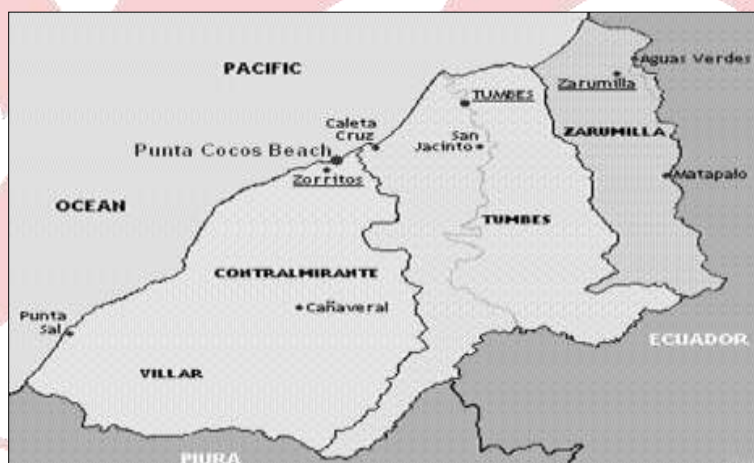 PACIFIC
Aguas Verdes
Zarumilla
TUMBES
Caleta
Cruz
San
Jacinto
ZARUMILLA
Punta Cocos Beach
Zorritos
Matapalo
OCEAN
TUMBES
CONTRALMIRANTE
Cañaveral
Punta
Sal
ECUADOR
VILLAR
PIURA